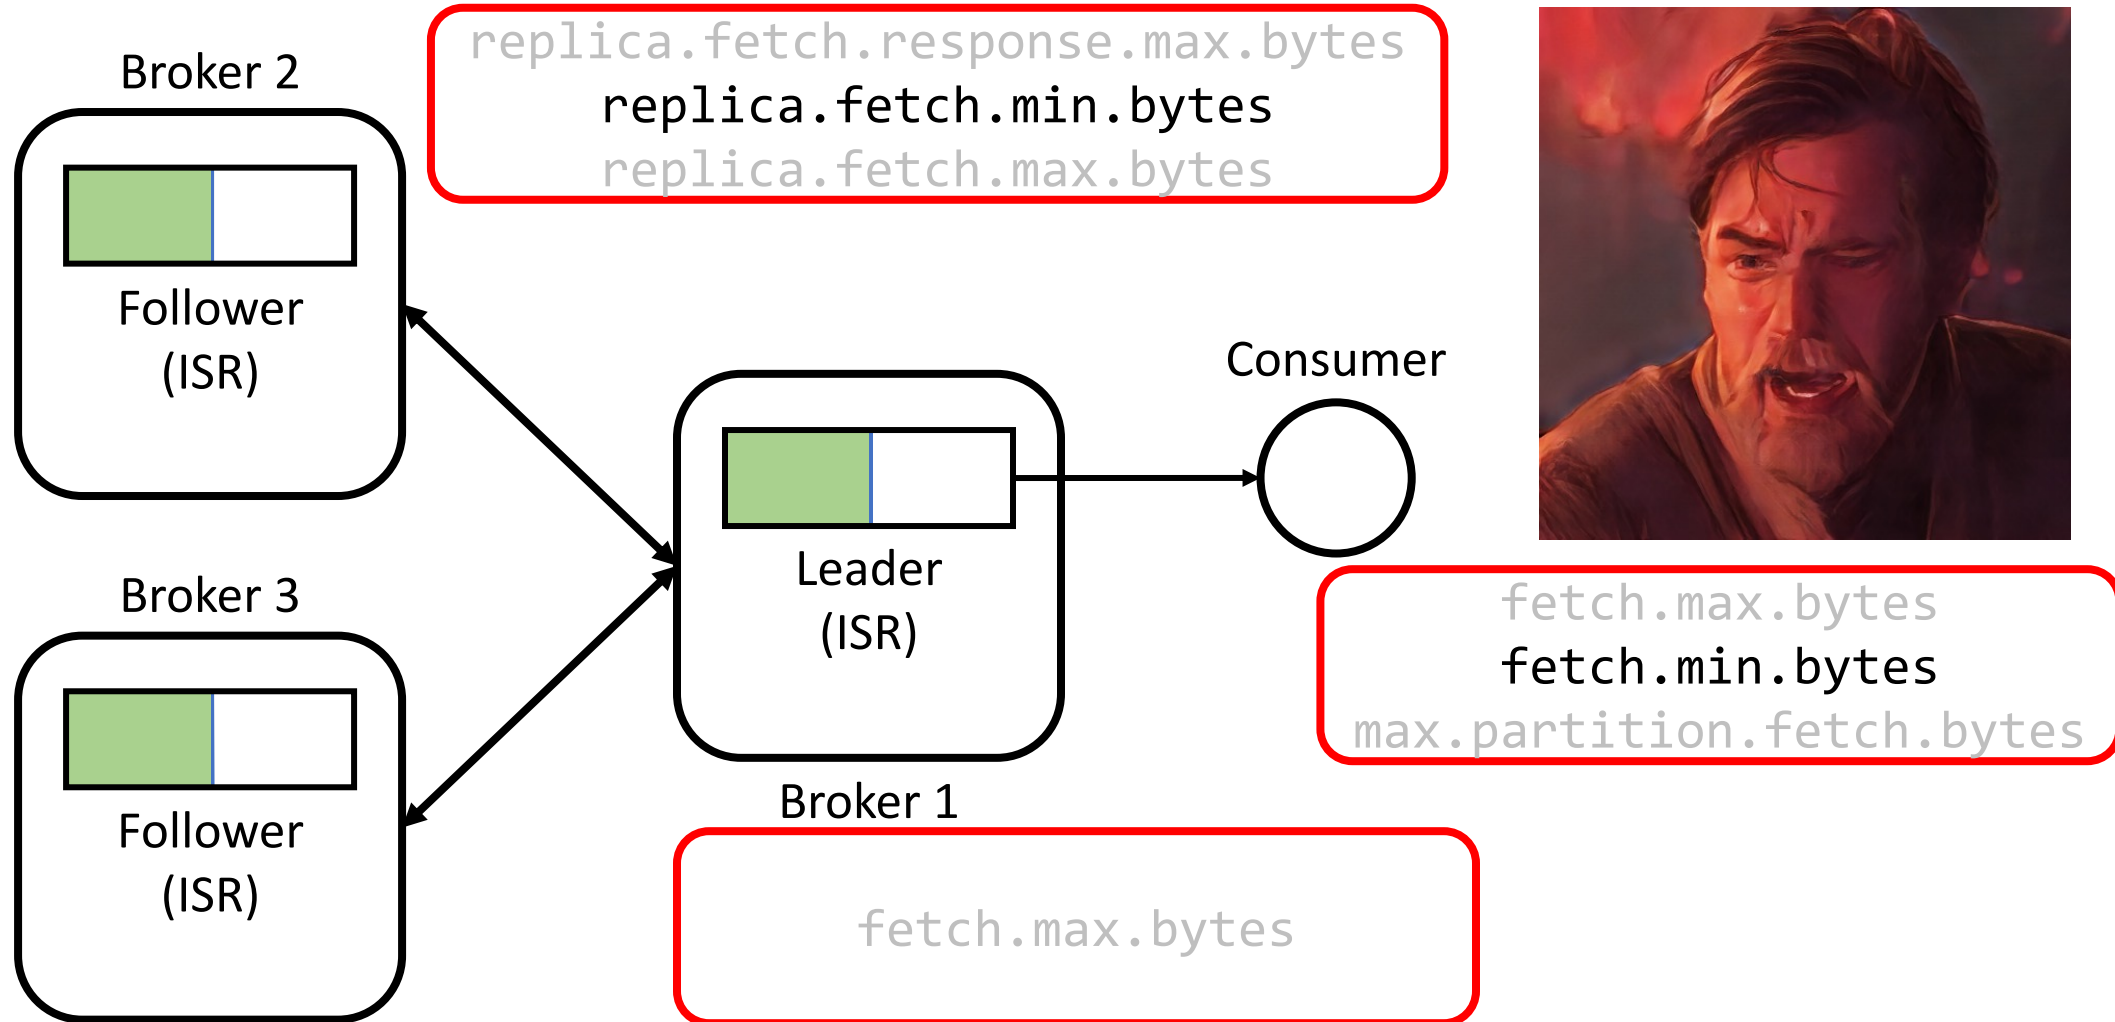 replica.fetch.response.max.bytes
replica.fetch.min.bytes
replica.fetch.max.bytes
Broker 2
Follower
(ISR)
Broker 3
Follower
(ISR)
Leader
(ISR)
Broker 1
Consumer
fetch.max.bytes
fetch.min.bytes
max.partition.fetch.bytes
fetch.max.bytes